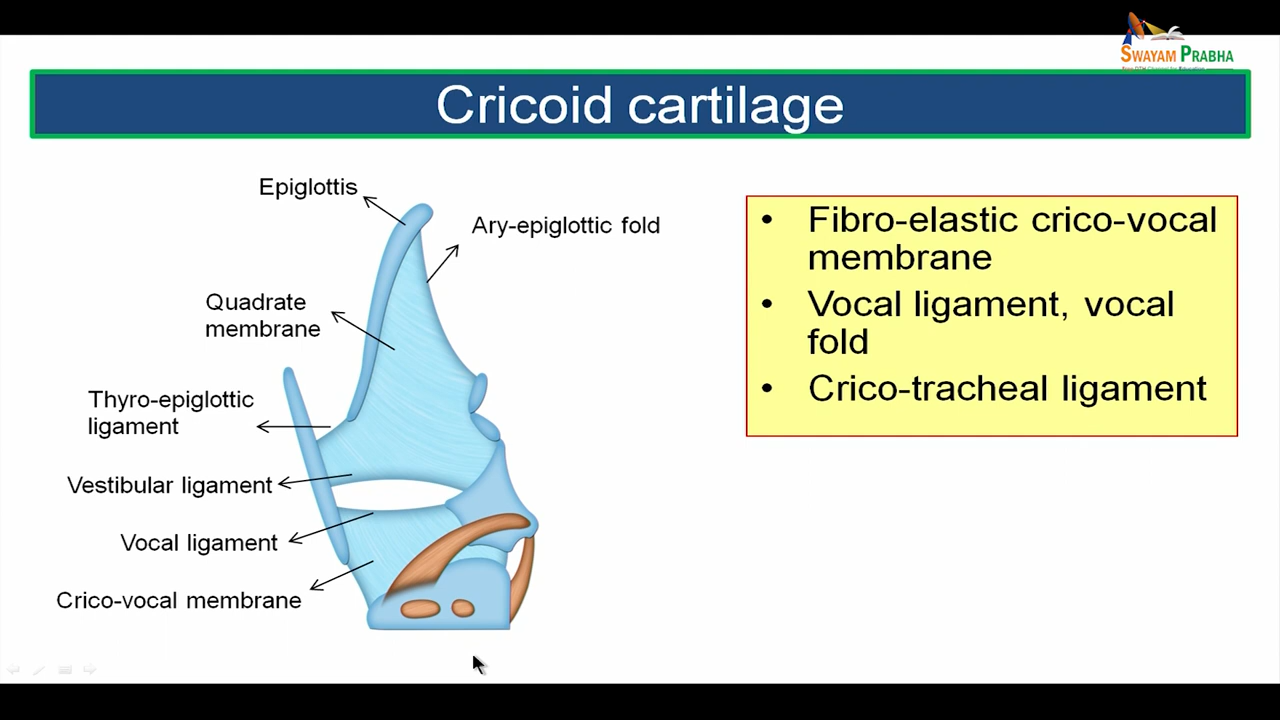 SWAYAM PRABHA
Cricoid cartilage
Epiglottis
Ary-epiglottic fold
Quadrate
membrane
Thyro-epiglottic
ligament
Vestibular ligament
Vocal ligament
Crico-vocal membrane
• Fibro-elastic crico-vocal
membrane
• Vocal ligament, vocal
fold
• Crico-tracheal ligament